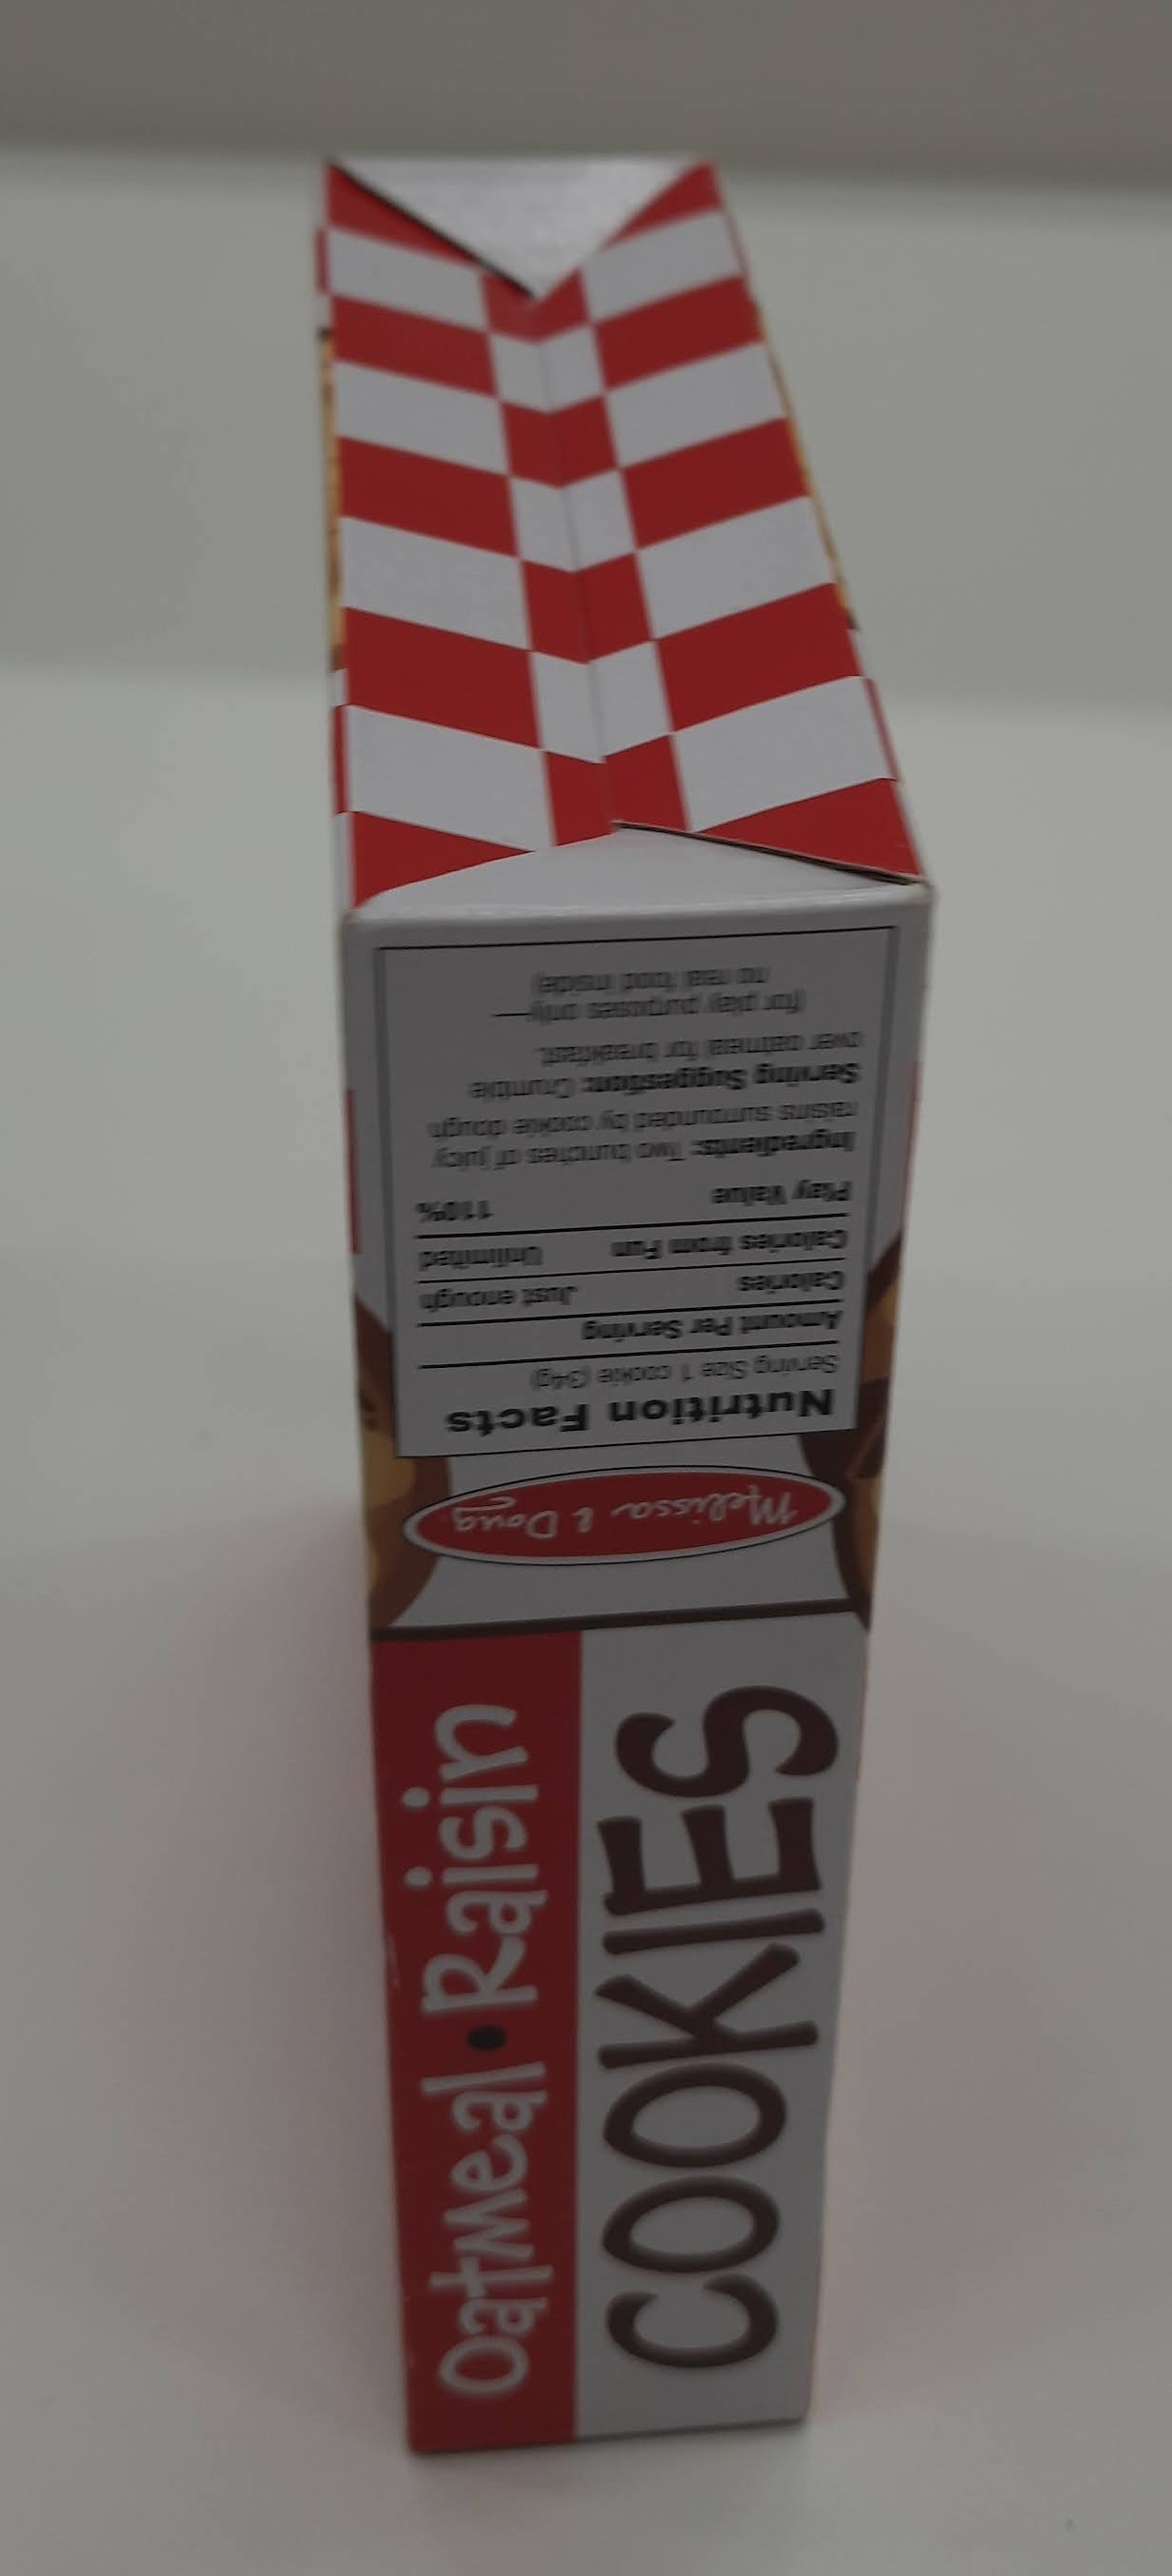 Nutrition Facts
Serving Size 1 cookie (34g)
Amount Per Serving
Calories Just enough
Calories from Fun Unlimited
Play Value 110%
Ingredients: Two bunches of juicy
raisins surrounded by cookie dough
Serving Suggestion: Crumble
over oatmeal for breakfast.
(for play purposes only—
no real food inside)
Melissa & Doug
Oatmeal • Raisin
COOKIES